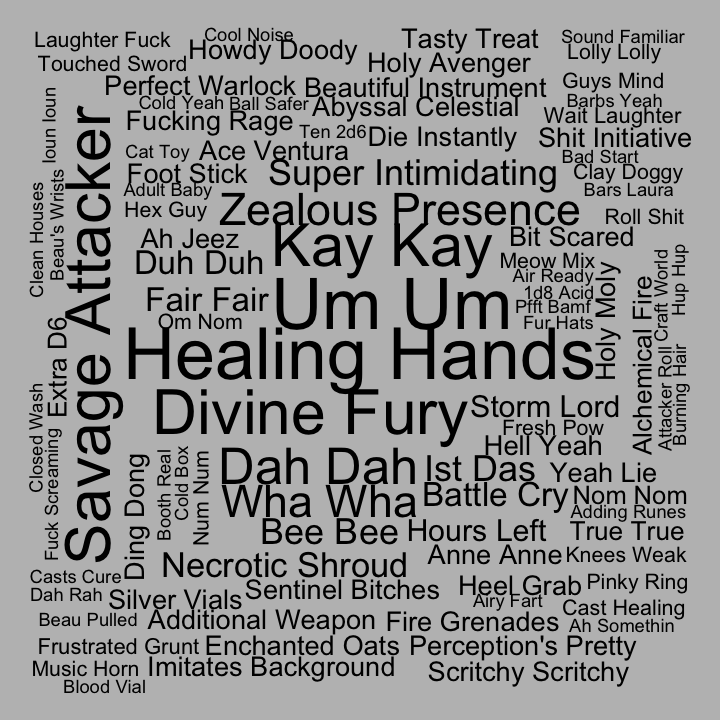 Laughter Fuck
Cool Noise
Howdy Doody
Tasty Treat
Sound Familiar
Lolly Lolly
Touched Sword
Holy Avenger
Perfect Warlock
Beautiful Instrument
Guys Mind
Cold Yeah
Ball Safer
Abyssal Celestial
Barbs Yeah
Wait Laughter
Fucking Rage
Ten 2d6
Die Instantly
Shit Initiative
Ioun Ioun
Cat Toy
Ace Ventura
Bad Start
Foot Stick
Super Intimidating
Clay Doggy
Adult Baby
Bars Laura
Hex Guy
Zealous Presence
Roll Shit
Clean Houses
Beau's Wrists
Savage Attacker
Ah Jeez
Kay Kay
Bit Scared
Duh Duh
Meow Mix
Air Ready
Fair Fair
Um Um
1d8 Acid
Pfft Bamf
Om Nom
Fur Hats
Holy Moly
Alchemical Fire
Craft World
Hup Hup
Extra D6
Healing Hands
Attacker Roll
Burning Hair
Divine Fury
Storm Lord
Fresh Pow
Hell Yeah
Closed Wash
Fuck Screaming
Ding Dong
Booth Real
Cold Box
Num Num
Dah Dah
Ist Das
Yeah Lie
Wha Wha
Battle Cry
Nom Nom
Adding Runes
Bee Bee
Hours Left
True True
Necrotic Shroud
Anne Anne
Knees Weak
Casts Cure
Dah Rah
Silver Vials
Sentinel Bitches
Heel Grab
Pinky Ring
Airy Fart
Cast Healing
Beau Pulled
Additional Weapon
Fire Grenades
Ah Somethin
Frustrated Grunt
Enchanted Oats
Perception's Pretty
Music Horn
Imitates Background
Scritchy Scritchy
Blood Vial